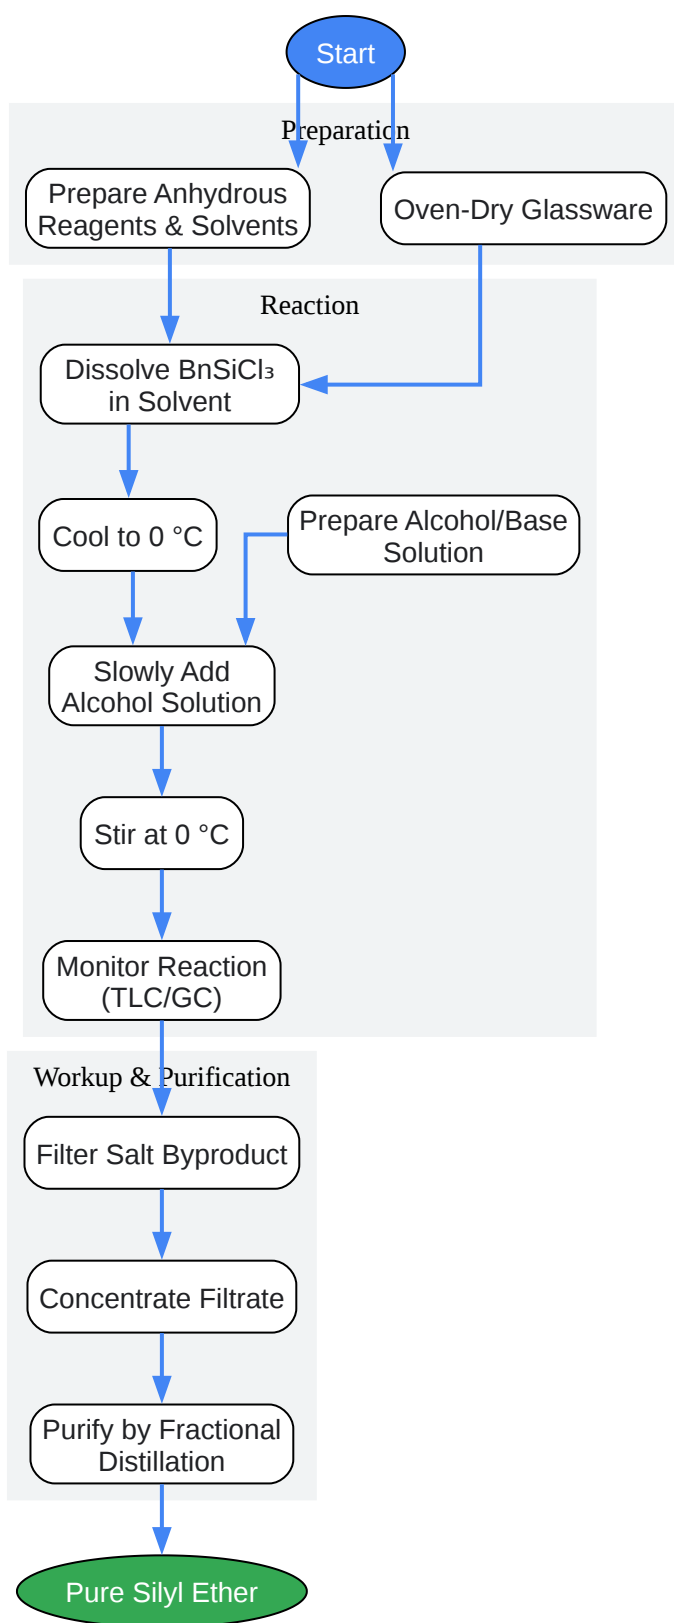 Start
Preparation
Prepare Anhydrous
Reagents & Solvents
Oven-Dry Glassware
Reaction
Dissolve BnSiCl₃
in Solvent
Cool to 0 °C
Prepare Alcohol/Base
Solution
Slowly Add
Alcohol Solution
Stir at 0 °C
Monitor Reaction
(TLC/GC)
Workup & Purification
Filter Salt Byproduct
Concentrate Filtrate
Purify by Fractional
Distillation
Pure Silyl Ether